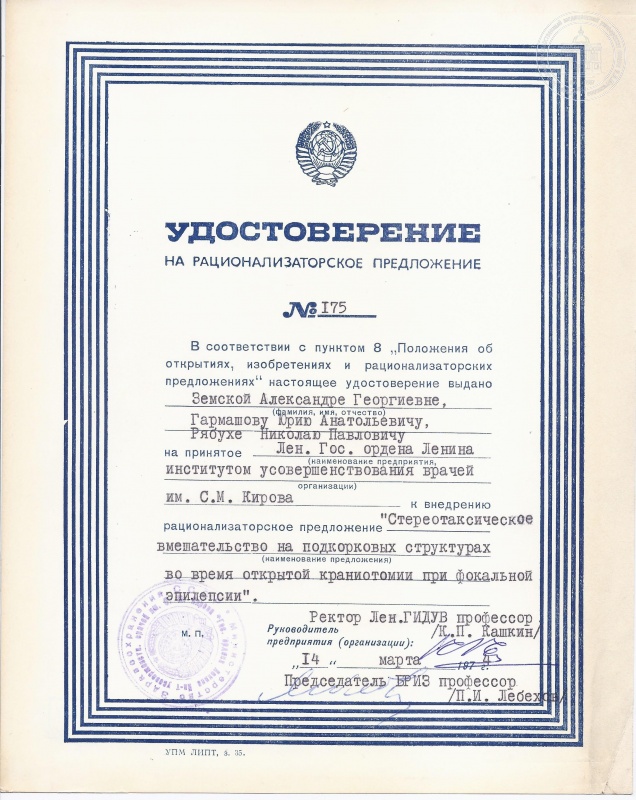 УДОСТОВЕРЕНИЕ
НА РАЦИОНАЛИЗАТОРСКОЕ ПРЕДЛОЖЕНИЕ
№ I75
В соответствии с пунктом 8 „Положения об
открытиях, изобретениях и рационализаторских
предложениях" настоящее удостоверение выдано
Земской Александре Георгиевне,
(фамилия, имя, отчество)
Гармашову Юрию Анатольевичу,
Рябухе Николаю Павловичу
на принятое Лен. Гос. ордена Ленина
(наименование предприятия,
институтом усовершенствования врачей
организации)
им. С.М. Кирова к внедрению
рационализаторское предложение "Стереотаксическое
вмешательство на подкорковых структурах
(наименование предложения)
во время открытой краниотомии при фокальной
эпилепсии".
Ректор Лен.ГИДУВ профессор
Руководитель /К.П. Кашкин/
м. п. предприятия (организации):
„I4" марта 197 г.
Председатель БРИЗ профессор
/П.И. Лебехов/
УПМ ЛИПТ, з. 35.